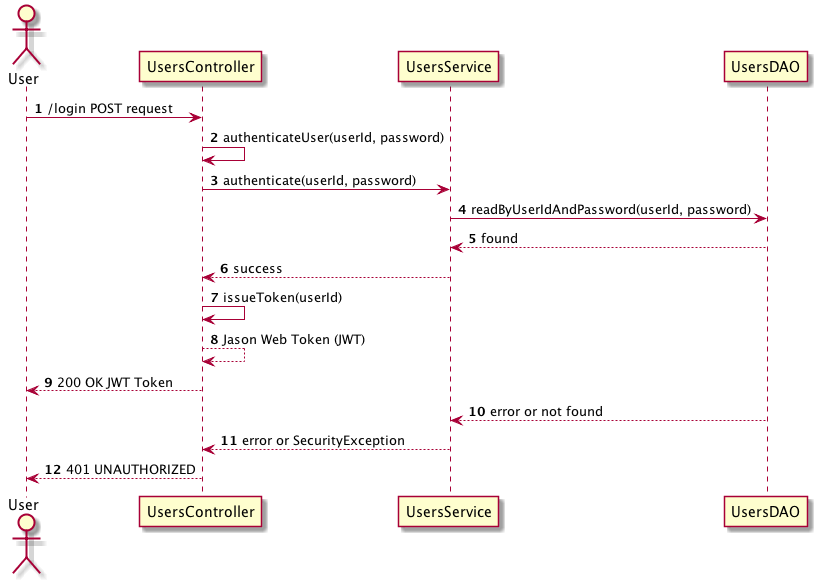 User
UsersController
UsersService
UsersDAO
1 /login POST request
2 authenticateUser(userId, password)
3 authenticate(userId, password)
4 readByUserIdAndPassword(userId, password)
5 found
6 success
7 issueToken(userId)
8 Jason Web Token (JWT)
9 200 OK JWT Token
10 error or not found
11 error or SecurityException
12 401 UNAUTHORIZED
User
UsersController
UsersService
UsersDAO